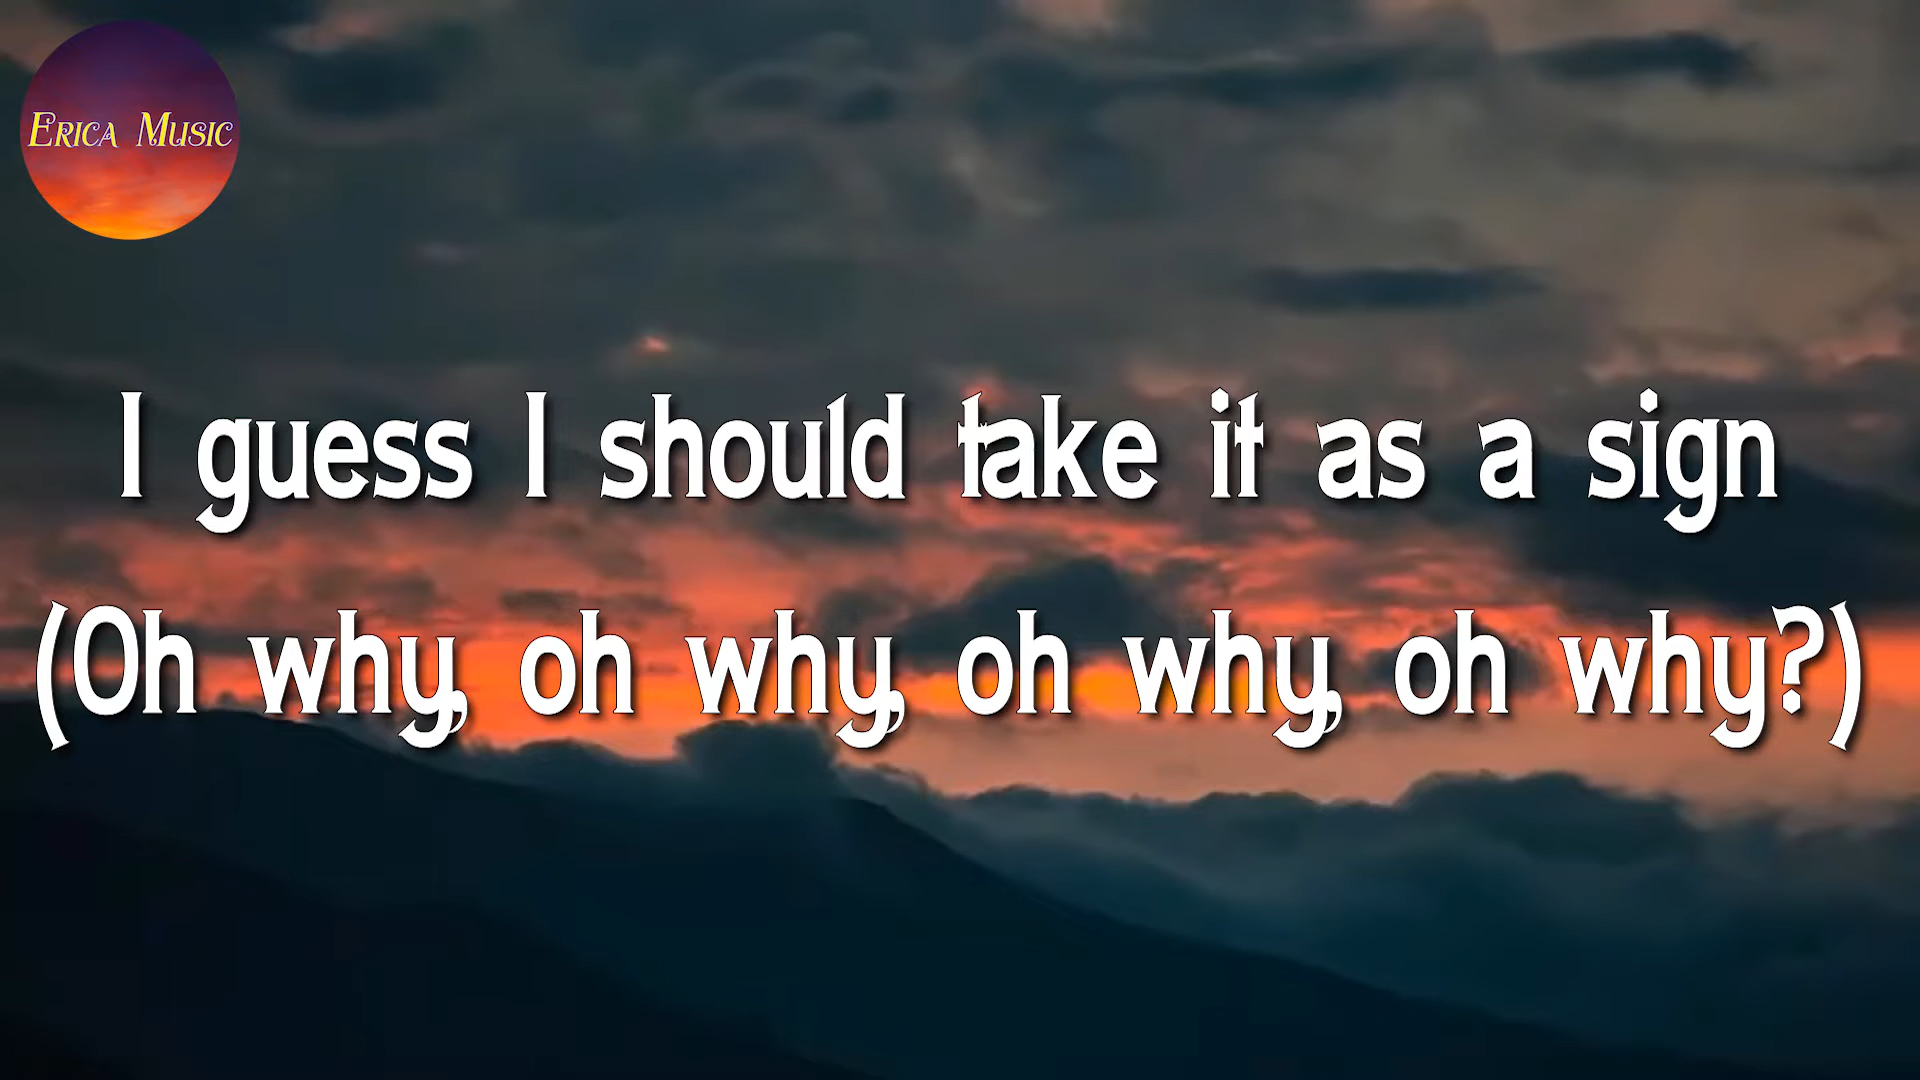 Erica Music
I guess I should take it as a sign
(Oh why, oh why, oh why, oh why?)